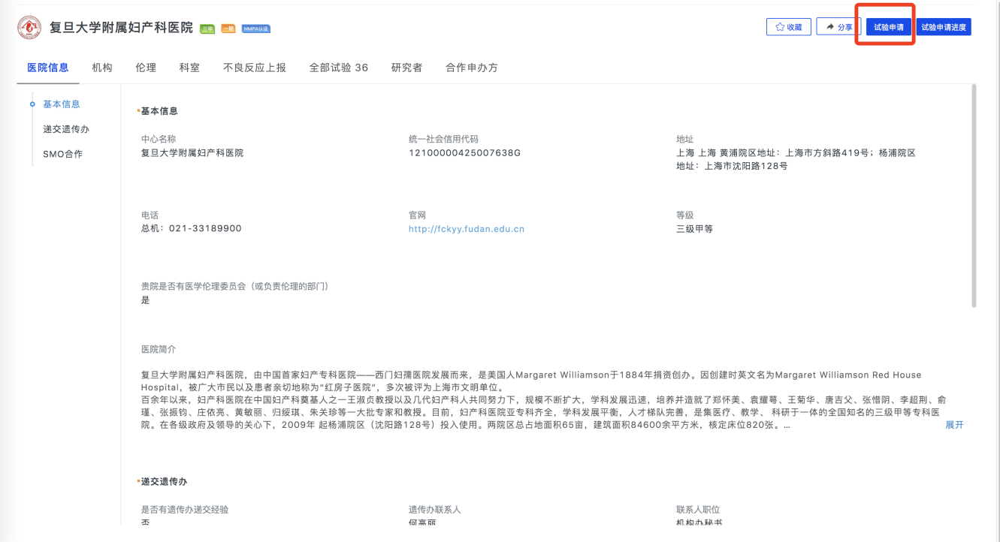 复旦大学附属妇产科医院 三甲 一期 NMPA认证
收藏 分享 试验申请 试验申请进度
医院信息 机构 伦理 科室 不良反应上报 全部试验 36 研究者 合作申办方
基本信息
递交遗传办
SMO合作
基本信息
中心名称 统一社会信用代码 地址
复旦大学附属妇产科医院 12100000425007638G 上海 上海 黄浦院区地址：上海市方斜路419号；杨浦院区
地址：上海市沈阳路128号
电话 官网 等级
总机：021-33189900 http://fckyy.fudan.edu.cn 三级甲等
贵院是否有医学伦理委员会（或负责伦理的部门）
是
医院简介
复旦大学附属妇产科医院，由中国首家妇产专科医院——西门妇孺医院发展而来，是美国人Margaret Williamson于1884年捐资创办。因创建时英文名为Margaret Williamson Red House
Hospital，被广大市民以及患者亲切地称为“红房子医院”，多次被评为上海市文明单位。
百余年以来，妇产科医院在中国妇产科奠基人之一王淑贞教授以及几代妇产科人共同努力下，规模不断扩大，学科发展迅速，培养并造就了郑怀美、袁耀萼、王菊华、唐吉父、张惜阴、李超荆、俞
瑾、张振钧、庄依亮、黄敏丽、归绥琪、朱关珍等一大批专家和教授。目前，妇产科医院亚专科齐全，学科发展平衡，人才梯队完善，是集医疗、教学、 科研于一体的全国知名的三级甲等专科医
院。在各级政府及领导的关心下，2009年 起杨浦院区（沈阳路128号）投入使用。两院区总占地面积65亩，建筑面积84600余平方米，核定床位820张。... 展开
递交遗传办
是否有遗传办递交经验 遗传办联系人 联系人职位
否 何高丽 机构办秘书